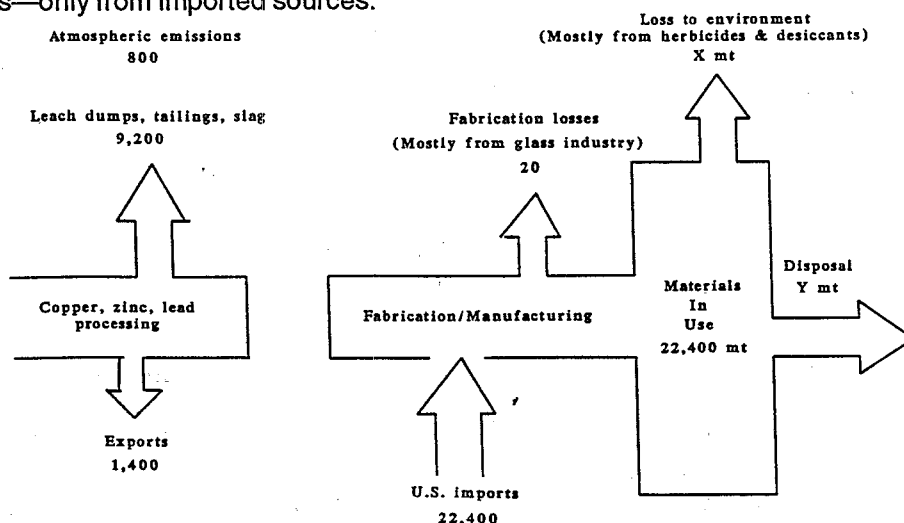 s—only from imported sources.
Atmospheric emissions
800
Leach dumps, tailings, slag
9,200
Copper, zinc, lead
processing
Exports
1,400
Fabrication losses
(Mostly from glass industry)
20
Fabrication/Manufacturing
U.S. imports
22,400
Loss to environment
(Mostly from herbicides & desiccants)
X mt
Materials
In
Use
22,400 mt
Disposal
Y mt